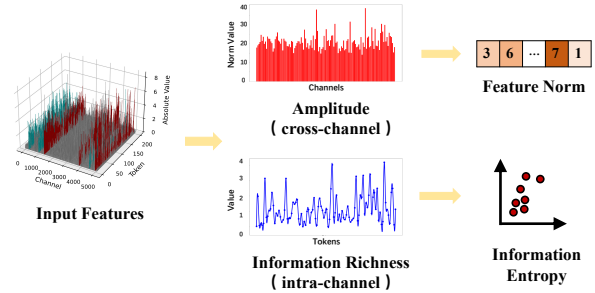 8
6
4
2
0
Absolute Value
0
1000
2000
3000
4000
5000
Channel
0
50
100
150
200
Token
Input Features
40
30
20
10
0
Norm Value
Channels
Amplitude
( cross-channel )
3 6 ... 7 1
Feature Norm
4
3
2
1
0
Value
Tokens
Information Richness
( intra-channel )
Information
Entropy